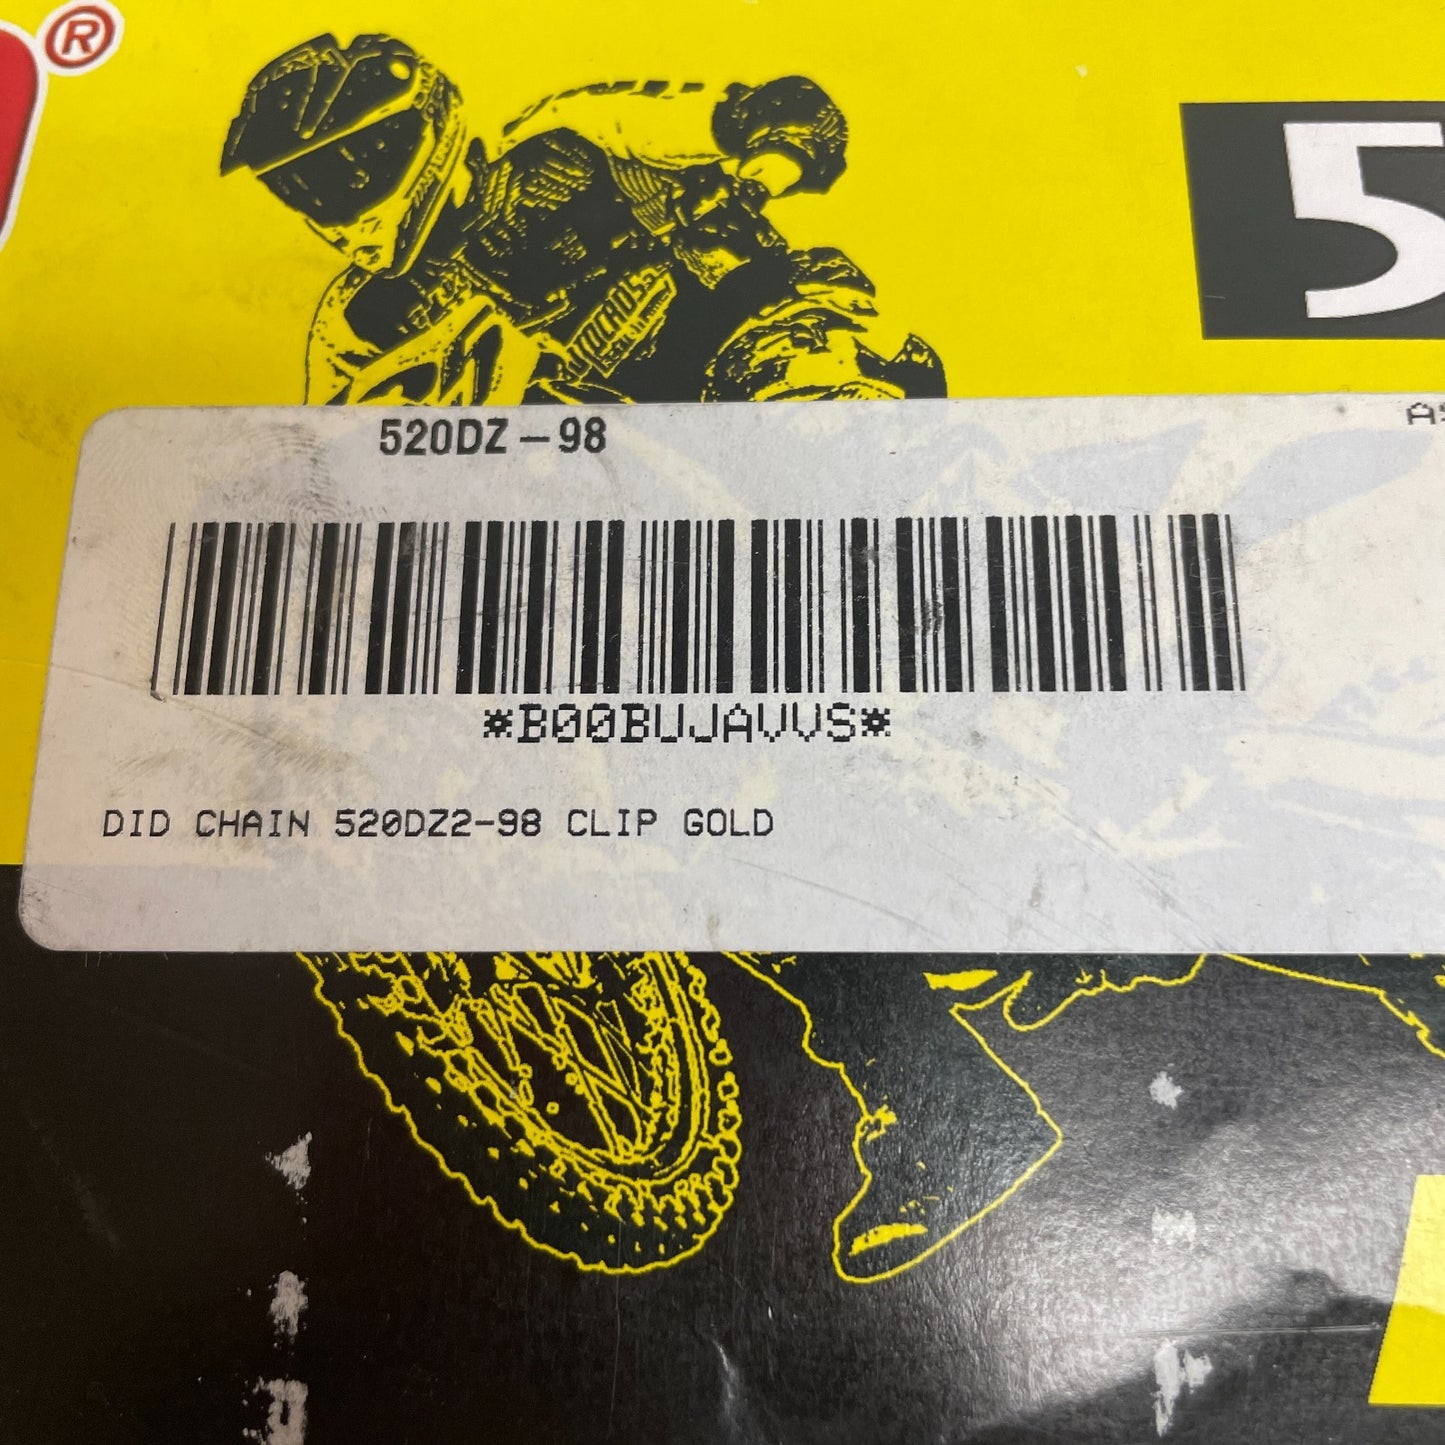 ®
5
520DZ-98
*B00BUJAVVS*
DID CHAIN 520DZ2-98 CLIP GOLD